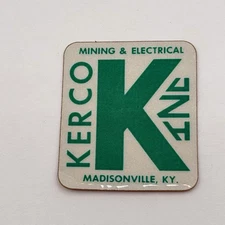 MINING & ELECTRICAL
KERCO
K
INC
MADISONVILLE, KY.